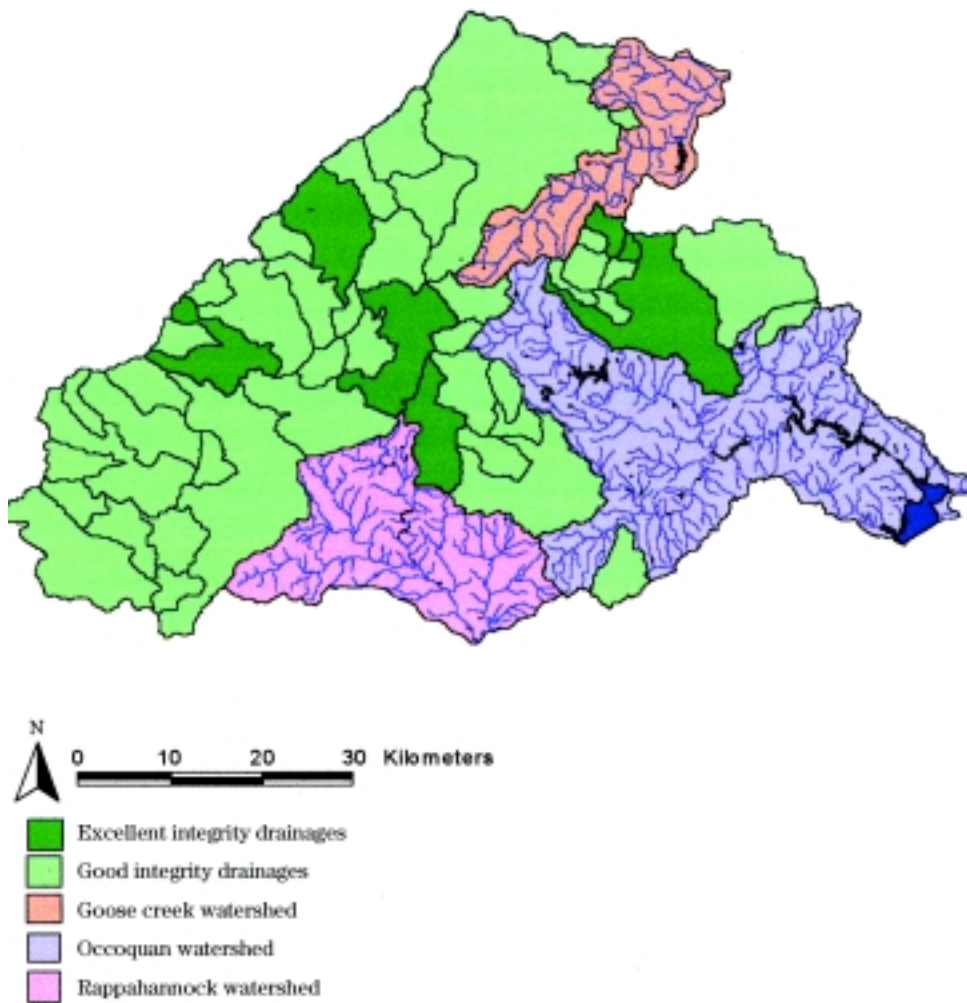 N
0 10 20 30 Kilometers
Excellent integrity drainages
Good integrity drainages
Goose creek watershed
Occoquan watershed
Rappahannock watershed